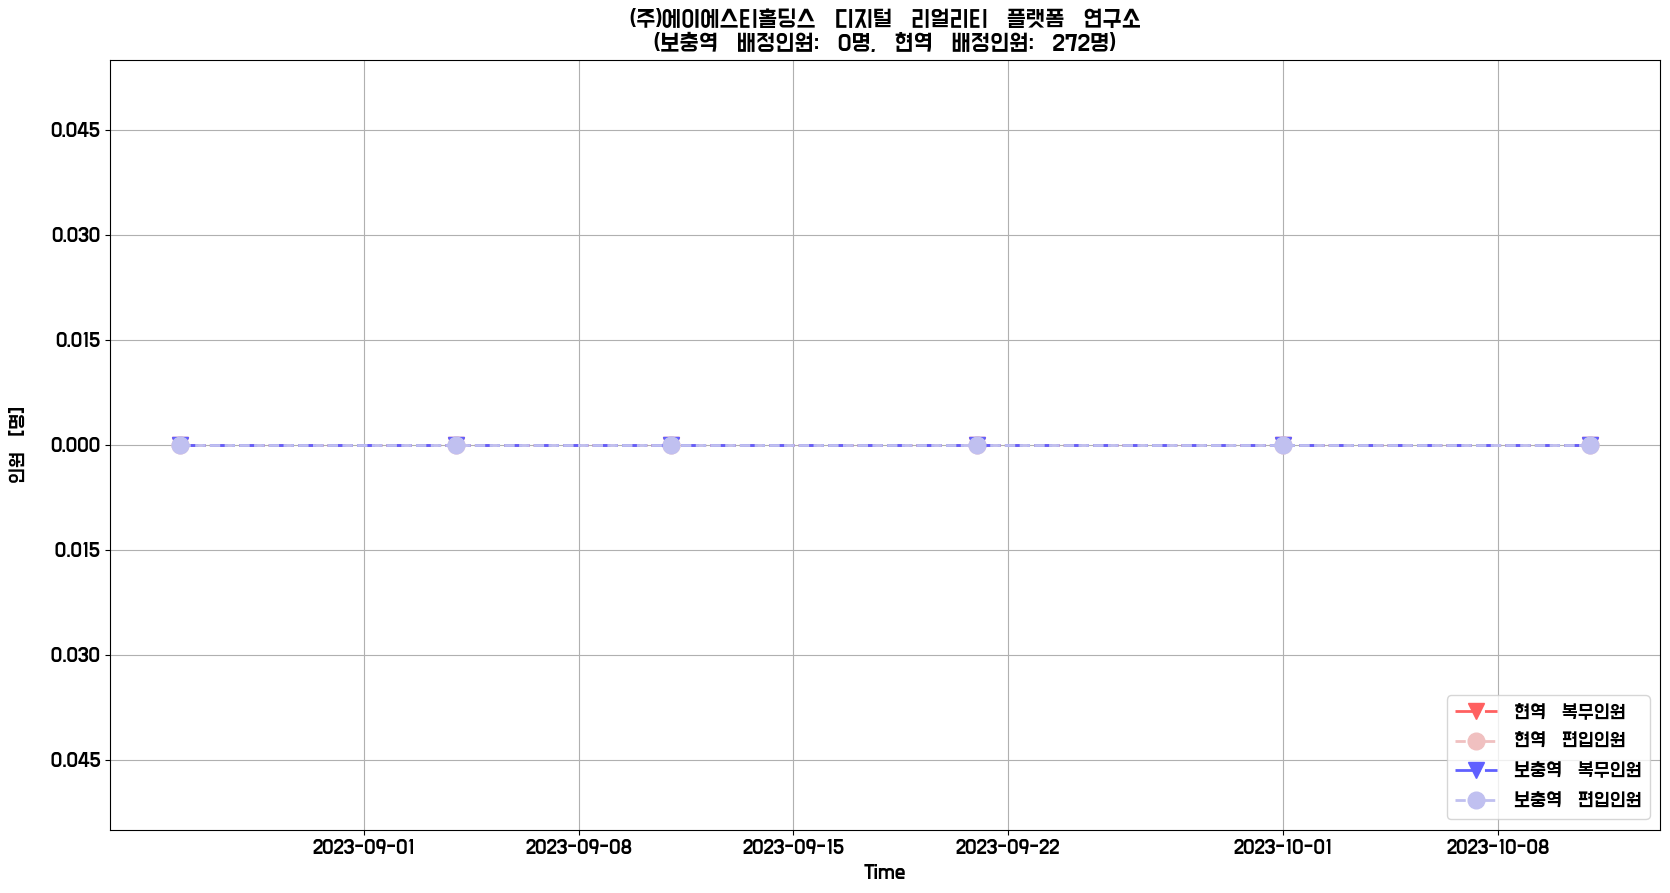 (주)에이에스티홀딩스 디지털 리얼리티 플랫폼 연구소
(보충역 배정인원: 0명, 현역 배정인원: 272명)
0.045
0.030
0.015
0.000
0.015
0.030
0.045
인원 [명]
2023-09-01 2023-09-08 2023-09-15 2023-09-22 2023-10-01 2023-10-08
Time
현역 복무인원
현역 편입인원
보충역 복무인원
보충역 편입인원